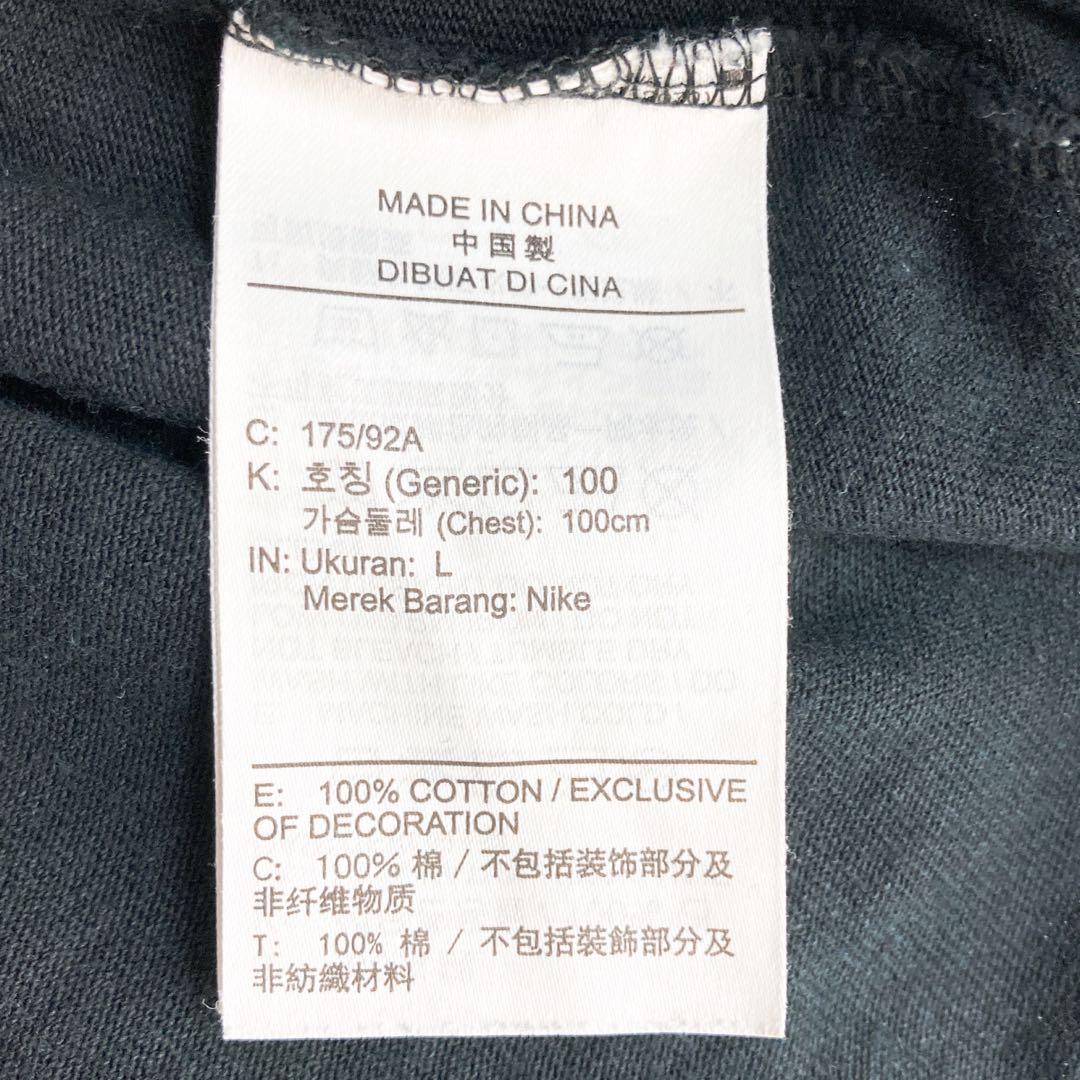 MADE IN CHINA
中国製
DIBUAT DI CINA
C: 175/92A
K: 호칭 (Generic): 100
가슴둘레 (Chest): 100cm
IN: Ukuran: L
Merek Barang: Nike
E: 100% COTTON / EXCLUSIVE
OF DECORATION
C: 100% 棉 / 不包括装饰部分及
非纤维物质
T: 100% 棉 / 不包括裝飾部分及
非紡織材料